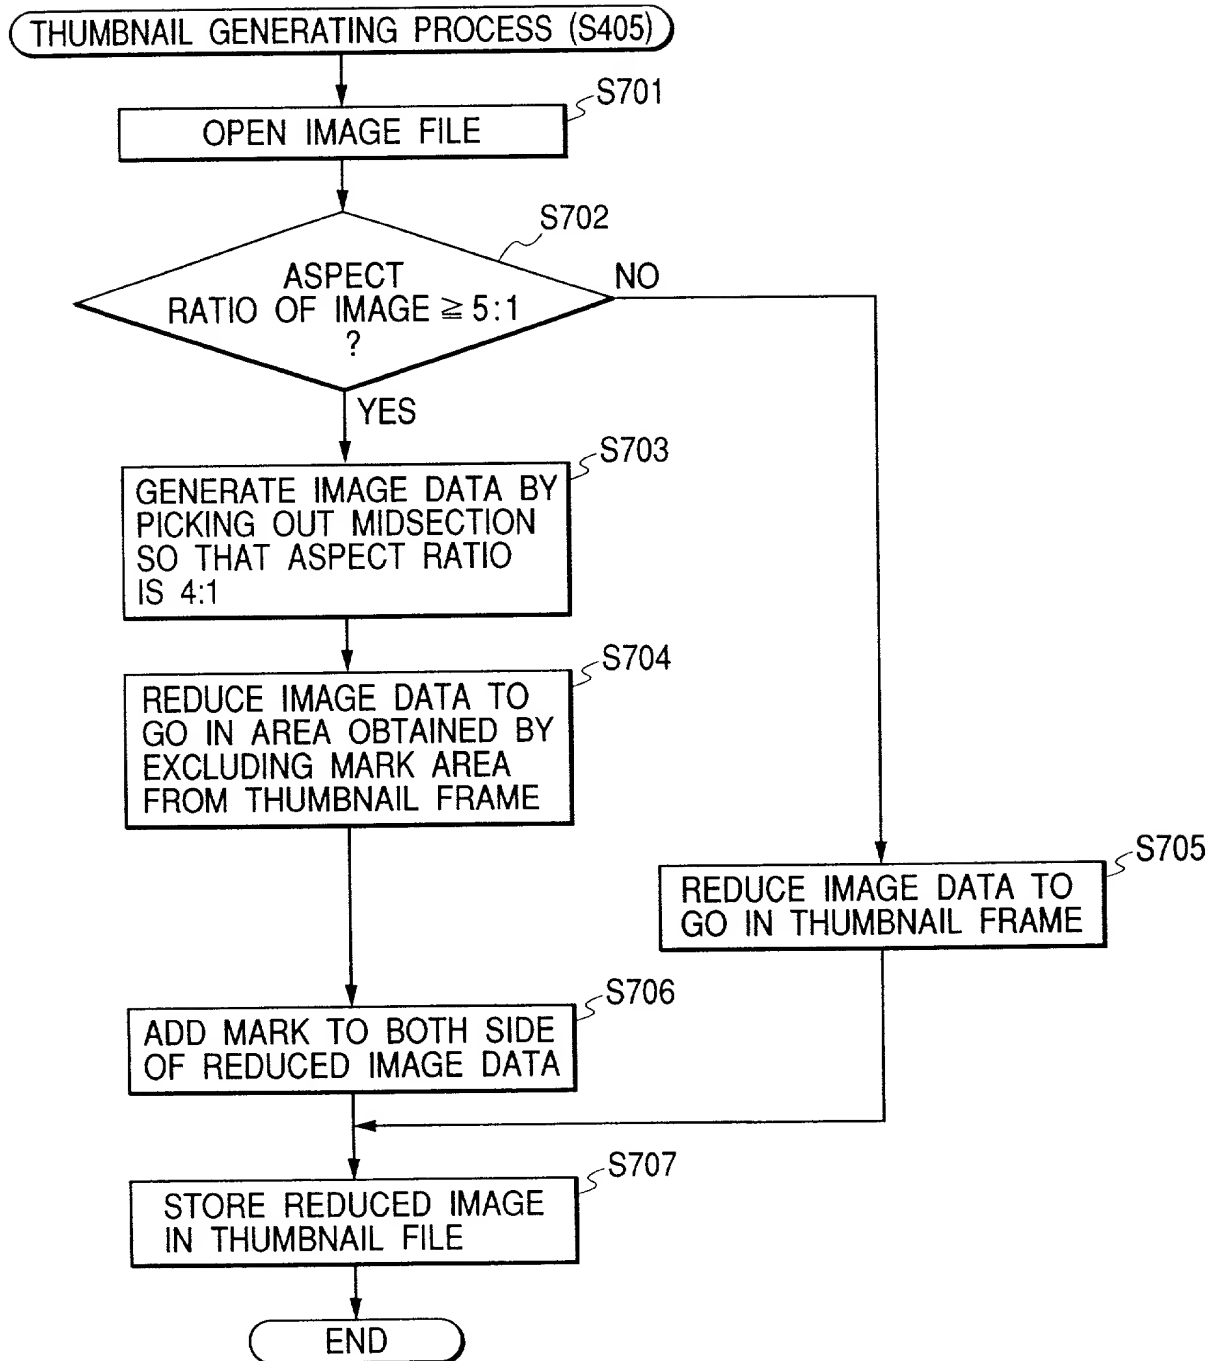 THUMBNAIL GENERATING PROCESS (S405)
S701
OPEN IMAGE FILE
S702
ASPECT
RATIO OF IMAGE ≧ 5:1
?
NO
YES
S703
GENERATE IMAGE DATA BY
PICKING OUT MIDSECTION
SO THAT ASPECT RATIO
IS 4:1
S704
REDUCE IMAGE DATA TO
GO IN AREA OBTAINED BY
EXCLUDING MARK AREA
FROM THUMBNAIL FRAME
S705
REDUCE IMAGE DATA TO
GO IN THUMBNAIL FRAME
S706
ADD MARK TO BOTH SIDE
OF REDUCED IMAGE DATA
S707
STORE REDUCED IMAGE
IN THUMBNAIL FILE
END